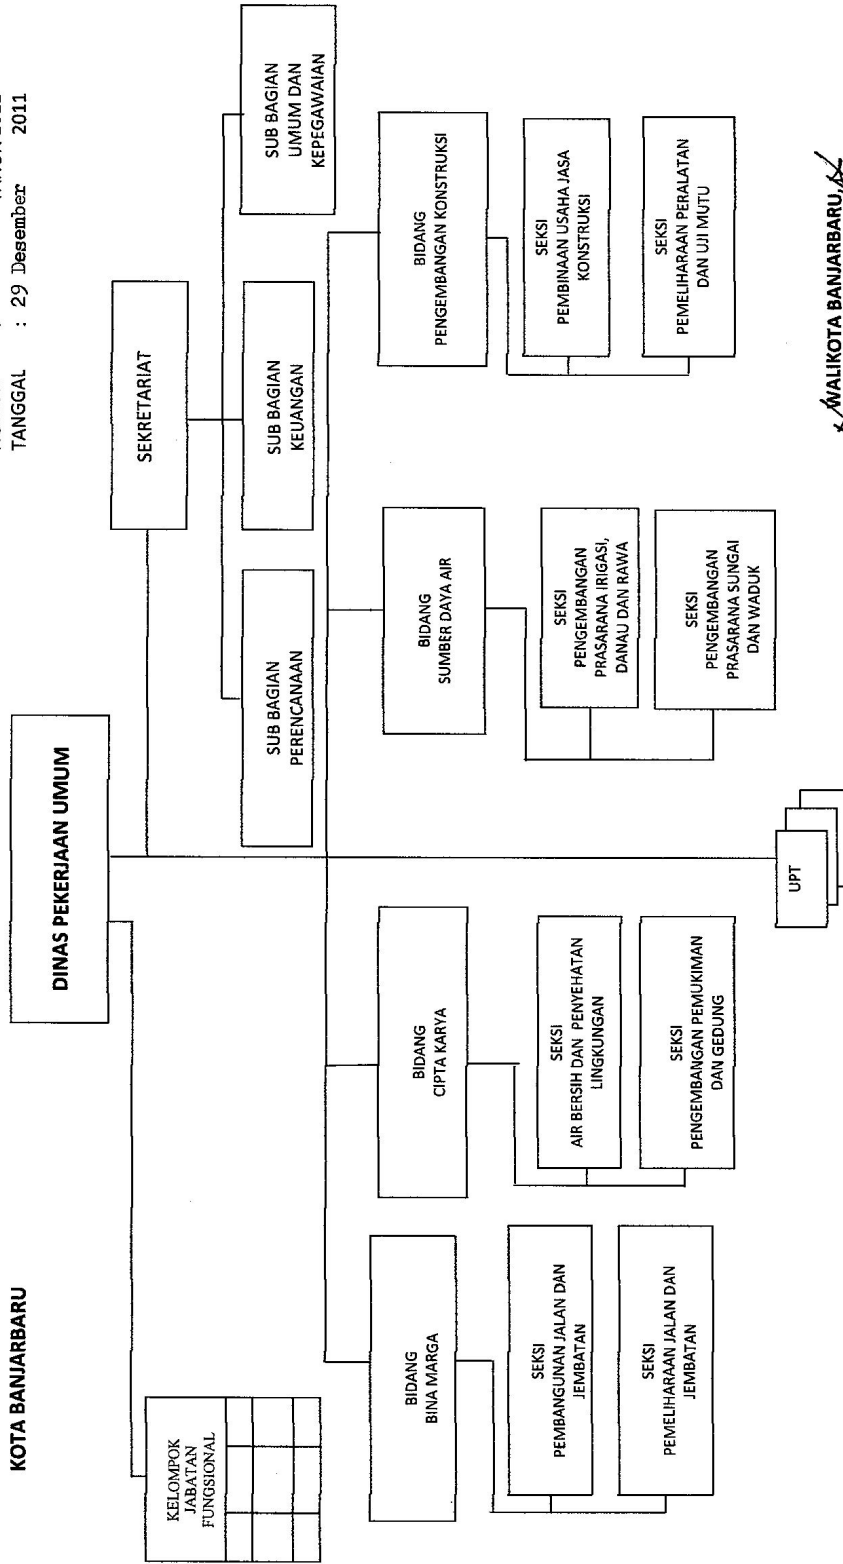 KOTA BANJARBARU
TANGGAL : 29 Desember 2011
DINAS PEKERJAAN UMUM
KELOMPOK
JABATAN
FUNGSIONAL
SEKRETARIAT
SUB BAGIAN
PERENCANAAN
SUB BAGIAN
KEUANGAN
SUB BAGIAN
UMUM DAN
KEPEGAWAIAN
BIDANG
BINA MARGA
BIDANG
CIPTA KARYA
BIDANG
SUMBER DAYA AIR
BIDANG
PENGEMBANGAN KONSTRUKSI
SEKSI
PEMBANGUNAN JALAN DAN
JEMBATAN
SEKSI
AIR BERSIH DAN PENYEHATAN
LINGKUNGAN
SEKSI
PENGEMBANGAN
PRASARANA IRIGASI,
DANAU DAN RAWA
SEKSI
PEMBINAAN USAHA JASA
KONSTRUKSI
SEKSI
PEMELIHARAAN JALAN DAN
JEMBATAN
SEKSI
PENGEMBANGAN PEMUKIMAN
DAN GEDUNG
SEKSI
PENGEMBANGAN
PRASARANA SUNGAI
DAN WADUK
SEKSI
PEMELIHARAAN PERALATAN
DAN UJI MUTU
UPT
WALIKOTA BANJARBARU,